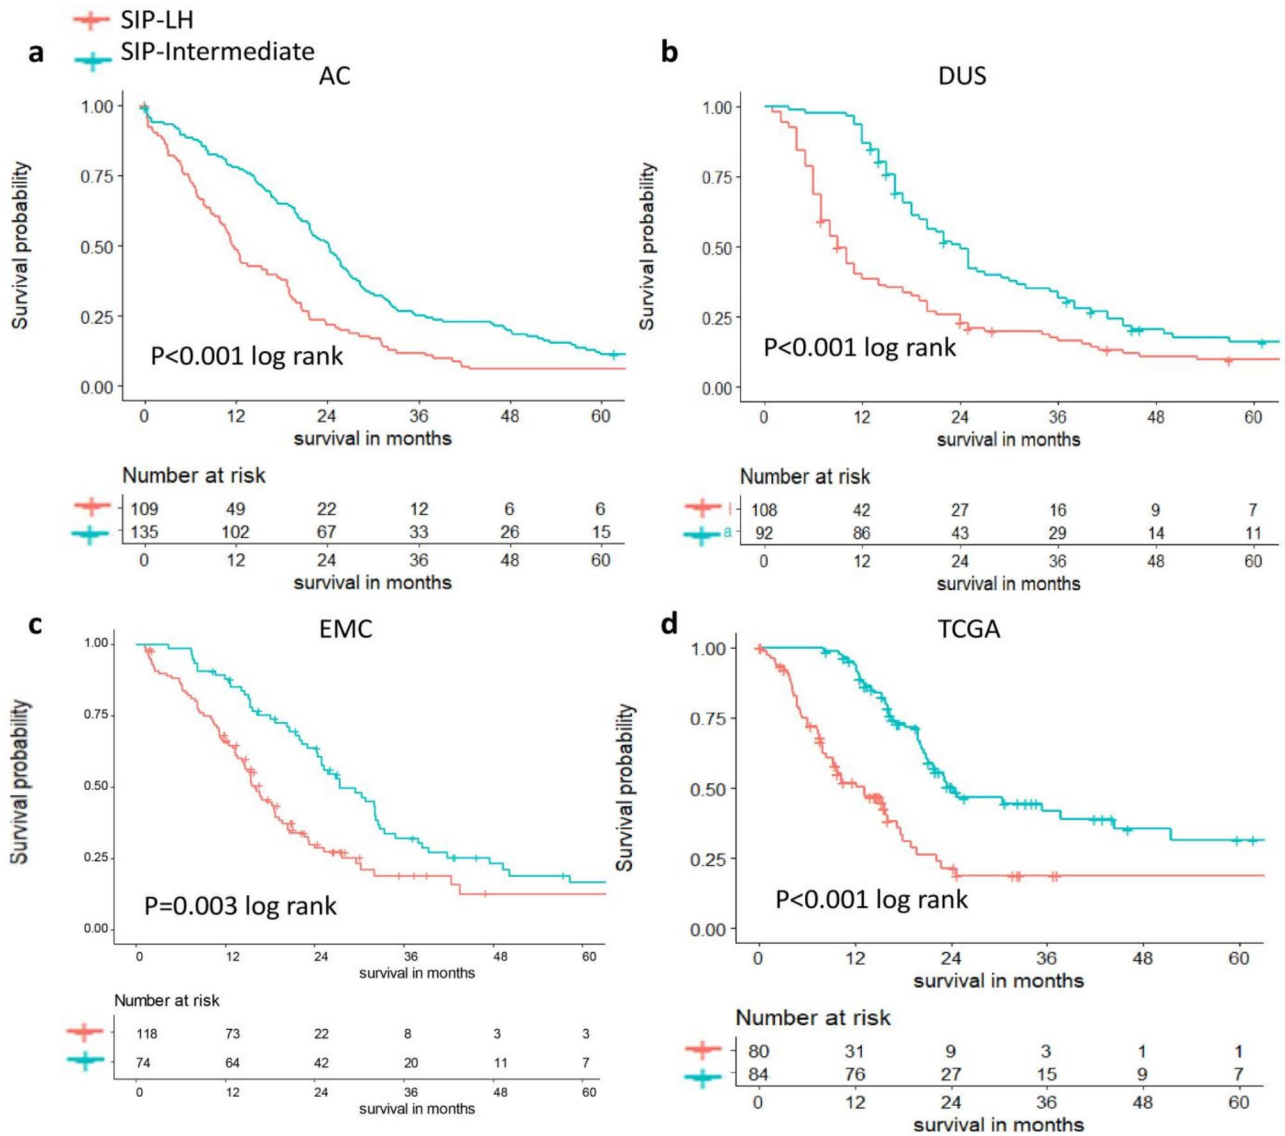 SIP-LH
SIP-Intermediate
a
AC
Survival probability
1.00
0.75
0.50
0.25
0.00
P<0.001 log rank
0 12 24 36 48 60
survival in months
Number at risk
109 49 22 12 6 6
135 102 67 33 26 15
0 12 24 36 48 60
survival in months
b
DUS
Survival probability
1.00
0.75
0.50
0.25
0.00
P<0.001 log rank
0 12 24 36 48 60
survival in months
Number at risk
108 42 27 16 9 7
a 92 86 43 29 14 11
0 12 24 36 48 60
survival in months
c
EMC
Survival probability
1.00
0.75
0.50
0.25
0.00
P=0.003 log rank
0 12 24 36 48 60
survival in months
Number at risk
118 73 22 8 3 3
74 64 42 20 11 7
0 12 24 36 48 60
survival in months
d
TCGA
Survival probability
1.00
0.75
0.50
0.25
0.00
P<0.001 log rank
0 12 24 36 48 60
survival in months
Number at risk
80 31 9 3 1 1
84 76 27 15 9 7
0 12 24 36 48 60
survival in months